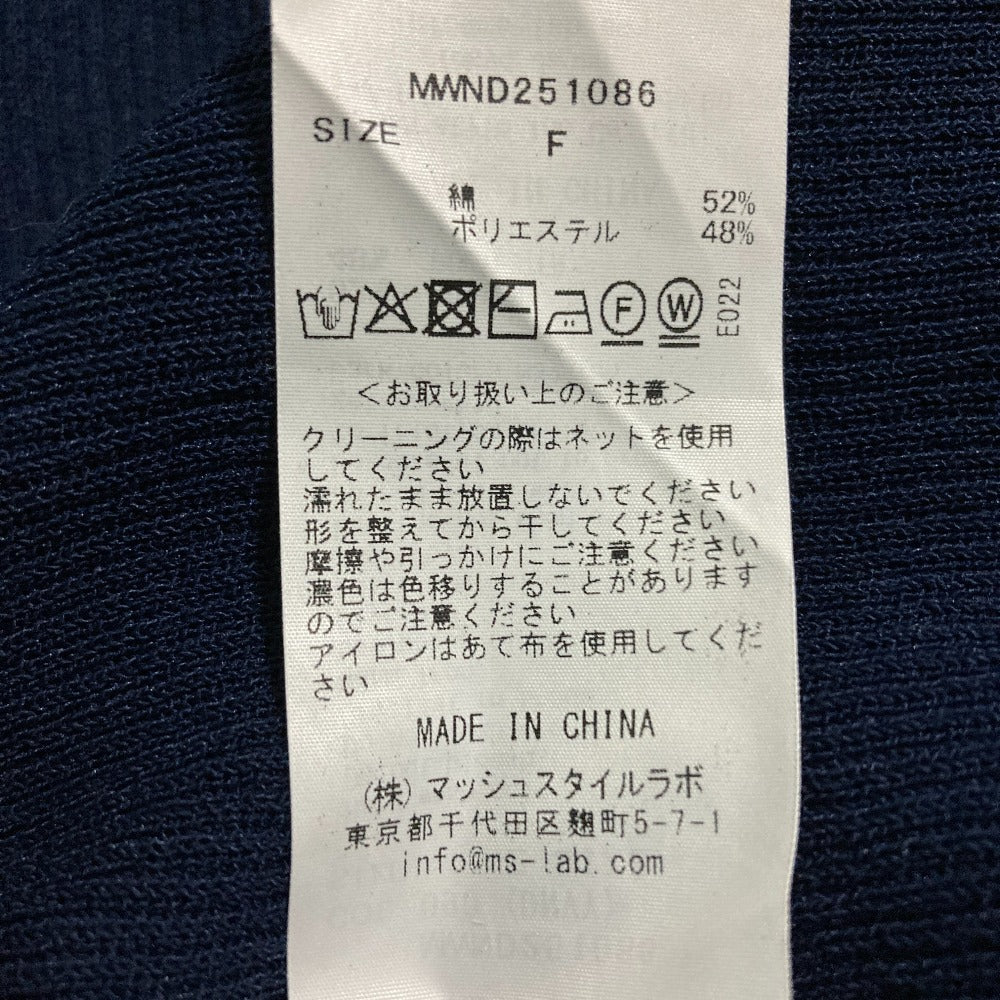 MWND251086
SIZE F
綿 52%
ポリエステル 48%
F W E022
<お取り扱い上のご注意>
クリーニングの際はネットを使用
してください
濡れたまま放置しないでください
形を整えてから干してください
摩擦や引っかけにご注意ください
濃色は色移りすることがあります
のでご注意ください
アイロンはあて布を使用してくだ
さい
MADE IN CHINA
(株)マッシュスタイルラボ
東京都千代田区麹町5-7-1
info@ms-lab.com